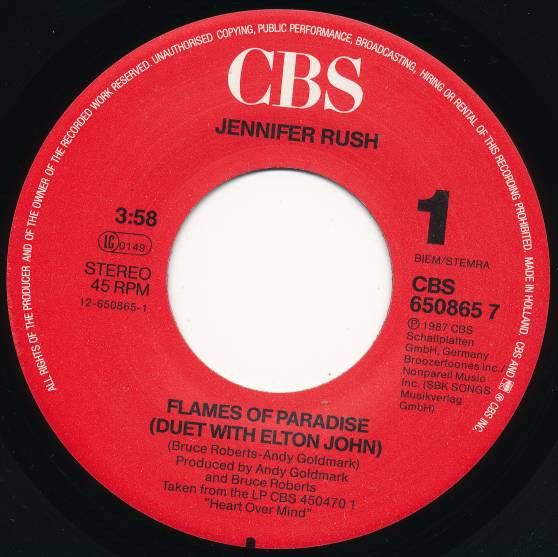 ALL RIGHTS OF THE PRODUCER AND OF THE OWNER OF THE RECORDED WORK RESERVED. UNAUTHORISED COPYING, PUBLIC PERFORMANCE, BROADCASTING, HIRING OR RENTAL OF THIS RECORDING PROHIBITED. MADE IN HOLLAND. CBS AND ® CBS INC.
CBS
JENNIFER RUSH
3:58
LC 0149
STEREO
45 RPM
12-650865-1
1
BIEM/STEMRA
CBS
650865 7
℗ 1987 CBS
Schallplatten
GmbH, Germany
Broozertoones Inc./
Nonpareil Music
Inc. (SBK SONGS
Musikverlag
GmbH)
FLAMES OF PARADISE
(DUET WITH ELTON JOHN)
(Bruce Roberts-Andy Goldmark)
Produced by Andy Goldmark
and Bruce Roberts
Taken from the LP CBS 450470 1
"Heart Over Mind"